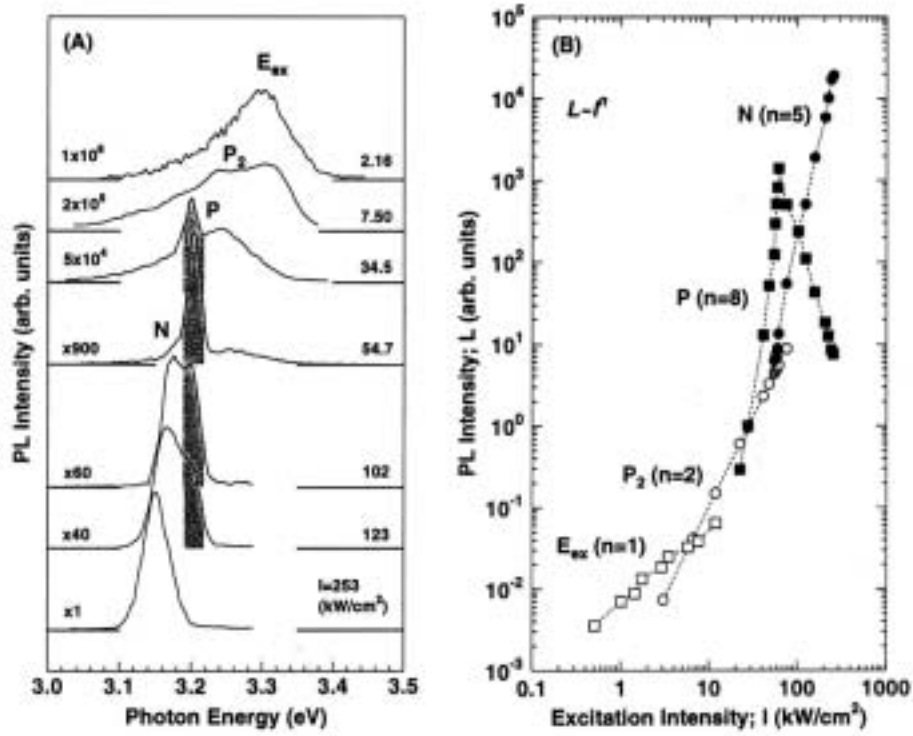 (A)
E_ex
P_2
P
N
1x10^6
2x10^5
5x10^4
x900
x60
x40
x1
2.16
7.50
34.5
54.7
102
123
I=253
(kW/cm^2)
PL Intensity (arb. units)
3.0 3.1 3.2 3.3 3.4 3.5
Photon Energy (eV)
(B)
L~I^n
N (n=5)
P (n=8)
P_2 (n=2)
E_ex (n=1)
PL Intensity; L (arb. units)
10^5
10^4
10^3
10^2
10^1
10^0
10^-1
10^-2
10^-3
0.1 1 10 100 1000
Excitation Intensity; I (kW/cm^2)